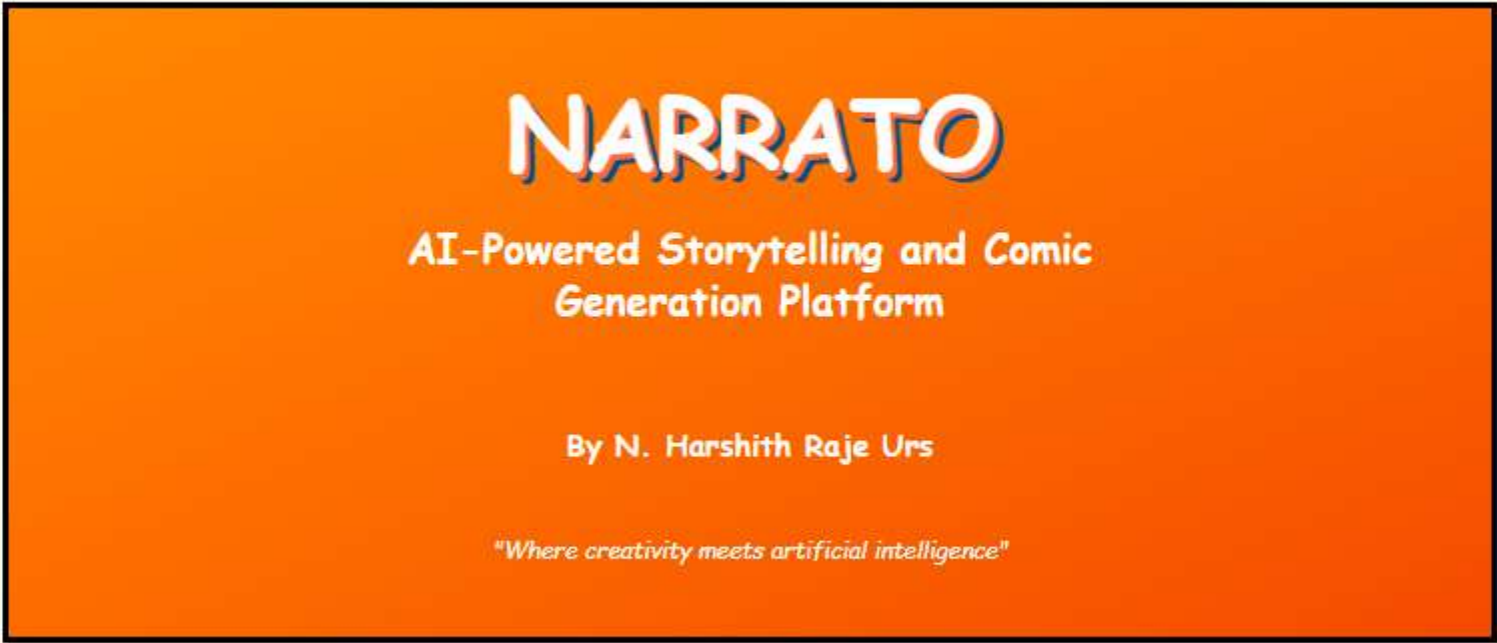 NARRATO
AI-Powered Storytelling and Comic
Generation Platform
By N. Harshith Raje Urs
"Where creativity meets artificial intelligence"